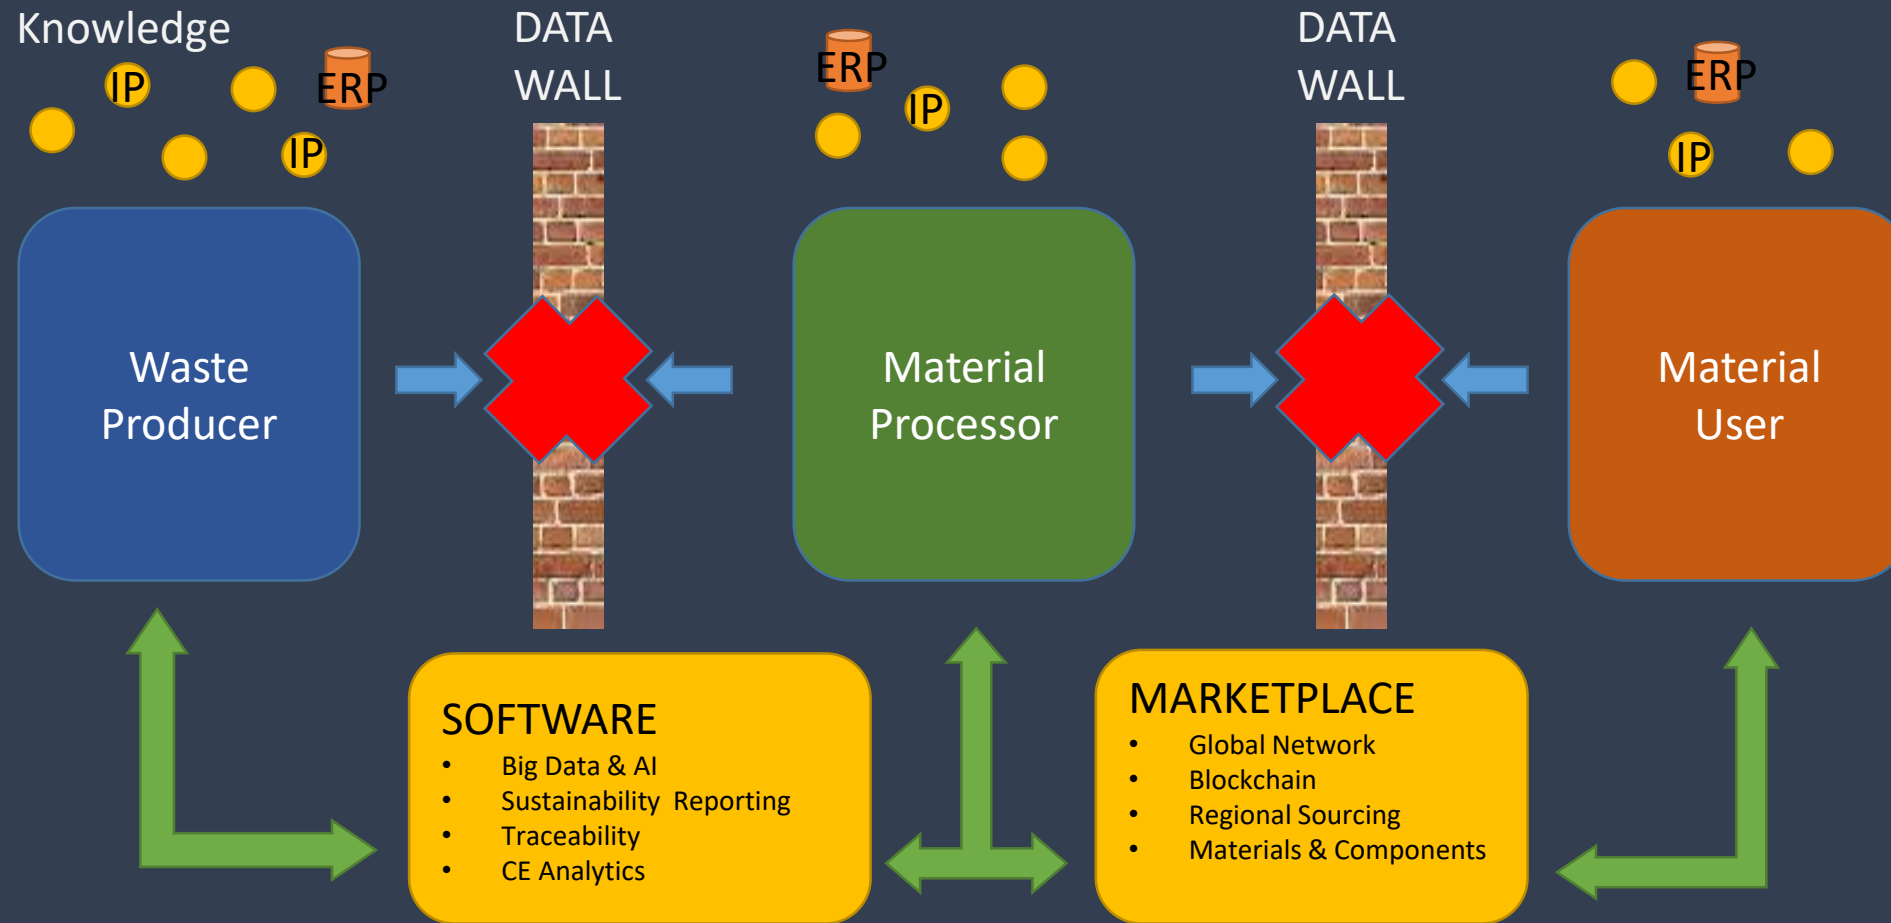 Knowledge
IP
ERP
IP
DATA
WALL
ERP
IP
DATA
WALL
ERP
IP
Waste
Producer
Material
Processor
Material
User
SOFTWARE
• Big Data & AI
• Sustainability Reporting
• Traceability
• CE Analytics
MARKETPLACE
• Global Network
• Blockchain
• Regional Sourcing
• Materials & Components